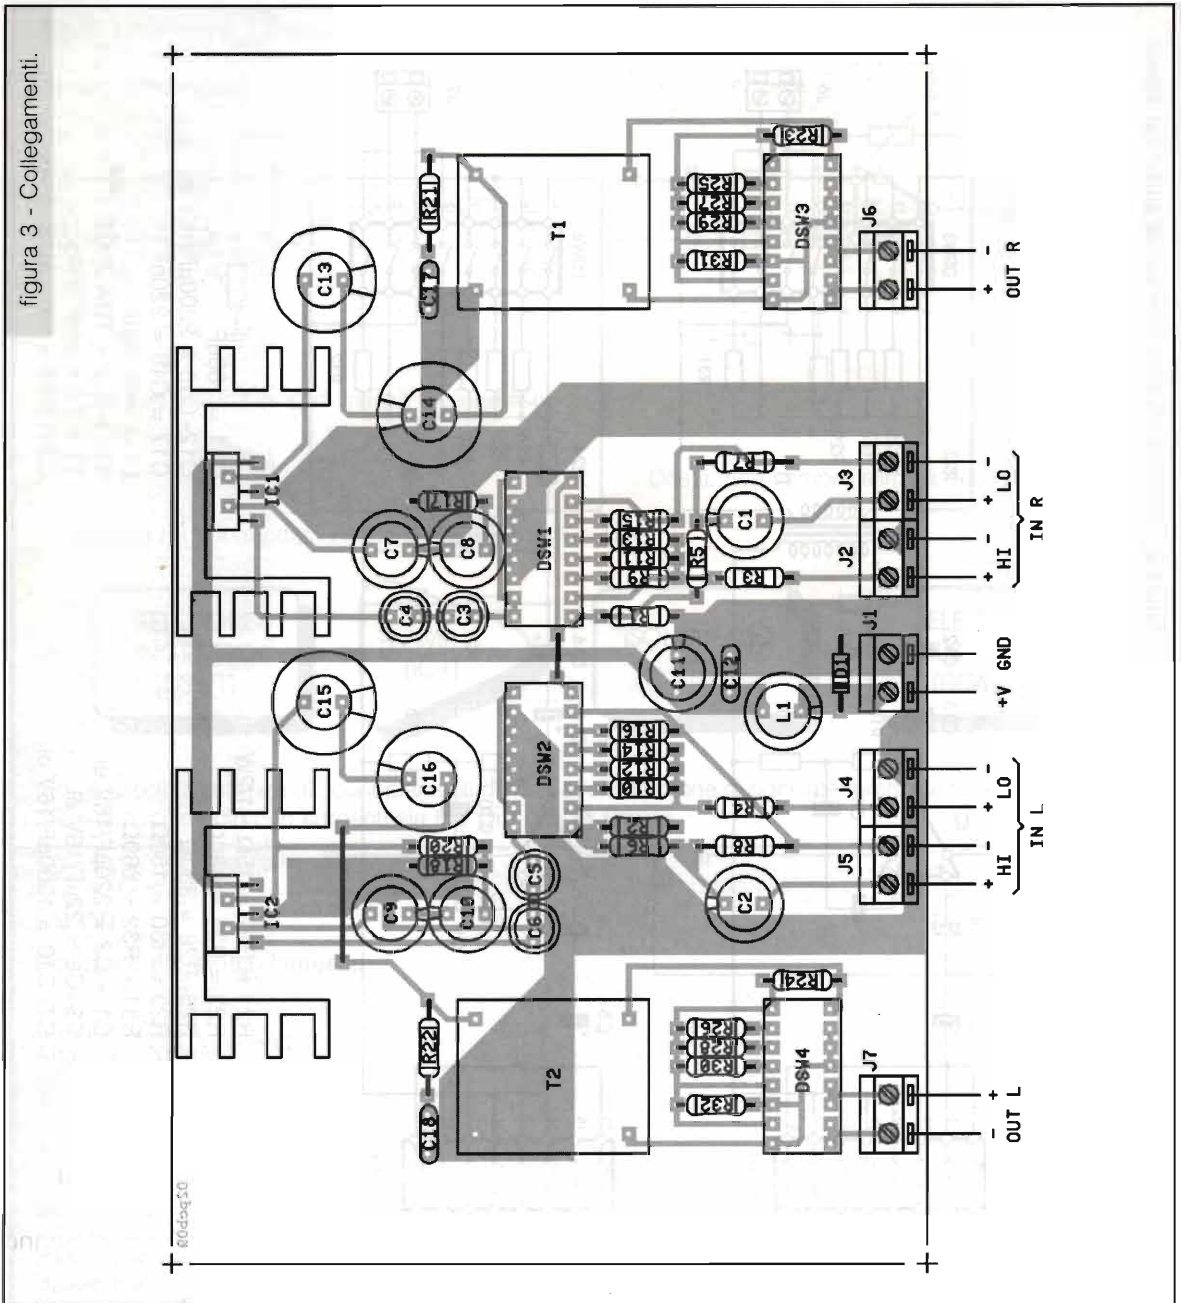 figura 3 - Collegamenti.
R23
R21
R25
R29
R31
T1
DSW3
J6
- + OUT R
C17
C13
C14
IC1
R17
C7
C8
C4
C3
DSW1
R15
R13
R11
R9
R1
R7
R5
R3
C1
J3
J2
- + LO
- + HI
IN R
C11
C12
L1
D1
J1
GND
+V
C15
C16
DSW2
R16
R14
R12
R10
R2
R6
R4
R8
C2
J4
J5
- + LO
- + HI
IN L
IC2
R20
R18
C9
C10
C5
C6
R22
C18
T2
R24
R26
R30
R32
DSW4
J7
+ - OUT L
02pcb09